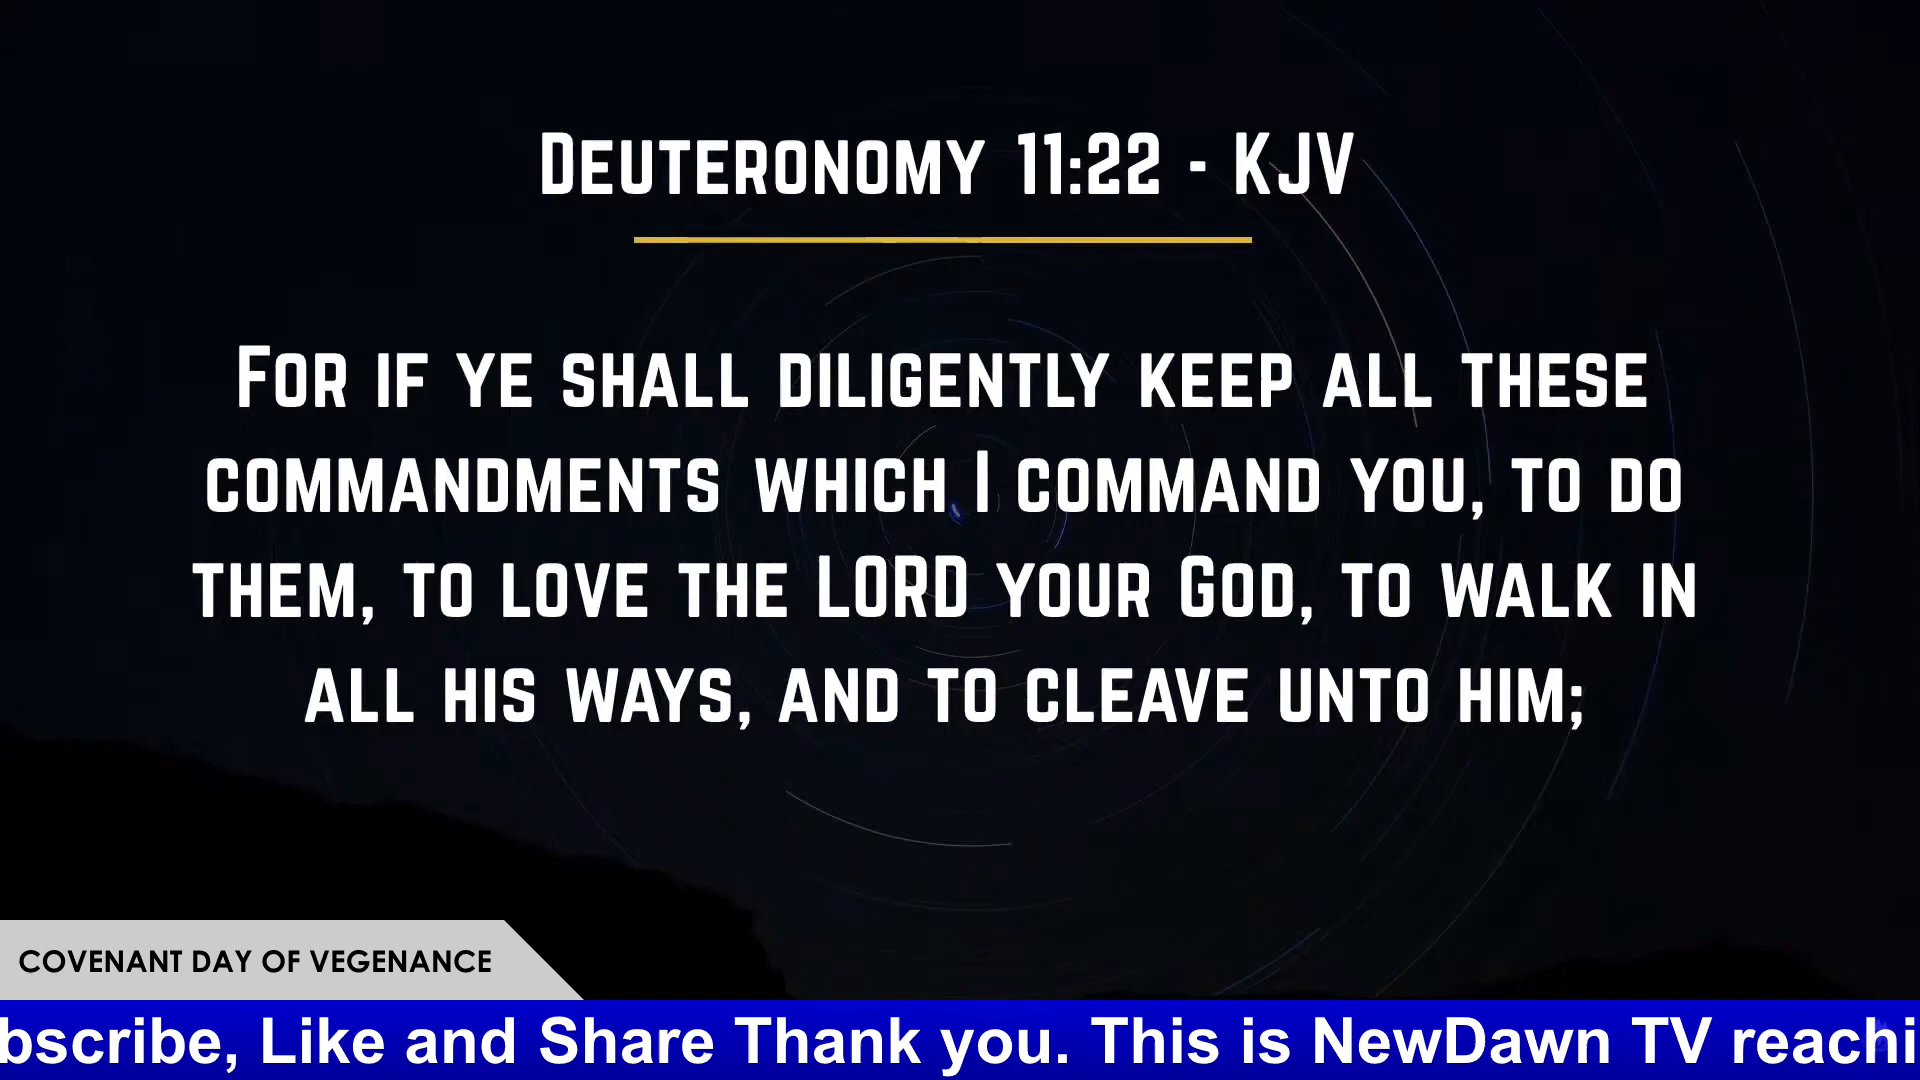 Deuteronomy 11:22 - KJV
For if ye shall diligently keep all these
commandments which I command you, to do
them, to love the LORD your God, to walk in
all his ways, and to cleave unto him;
COVENANT DAY OF VEGENANCE
bscribe, Like and Share Thank you. This is NewDawn TV reachi